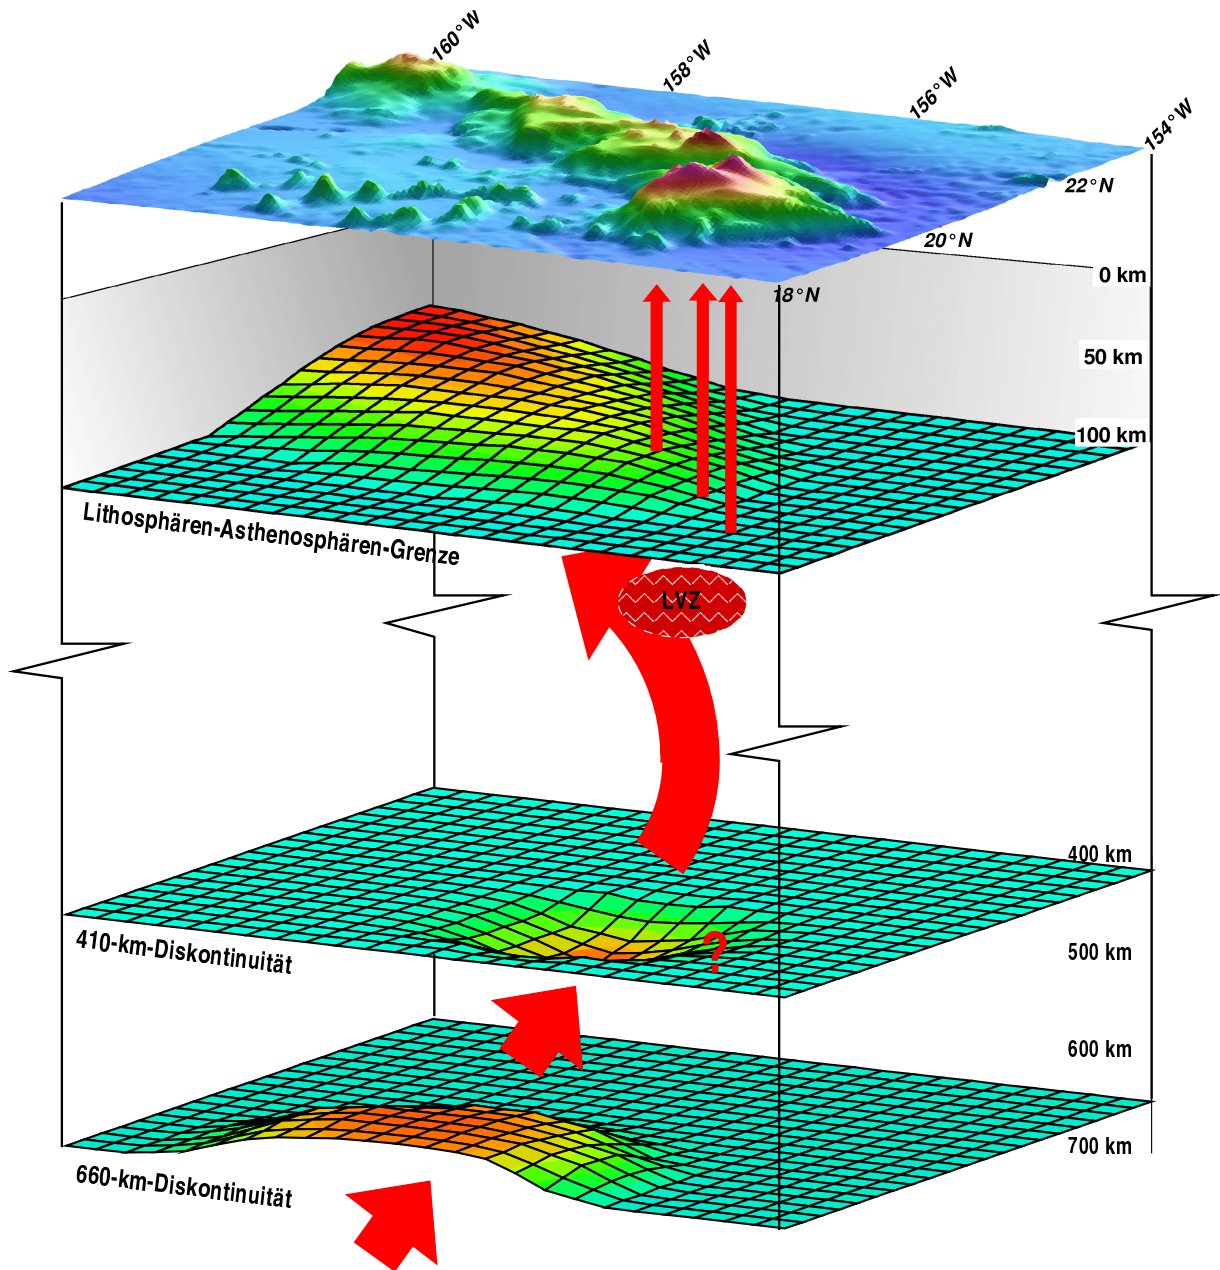 160°W
158°W
156°W
154°W
22°N
20°N
18°N
0 km
50 km
100 km
Lithosphären-Asthenosphären-Grenze
LVZ
400 km
410-km-Diskontinuität
?
500 km
600 km
660-km-Diskontinuität
700 km